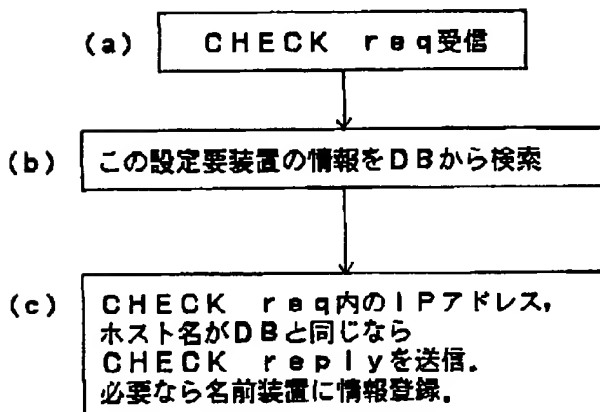 (a) CHECK req受信
(b) この設定要装置の情報をDBから検索
(c) CHECK req内のIPアドレス,
ホスト名がDBと同じなら
CHECK replyを送信.
必要なら名前装置に情報登録.